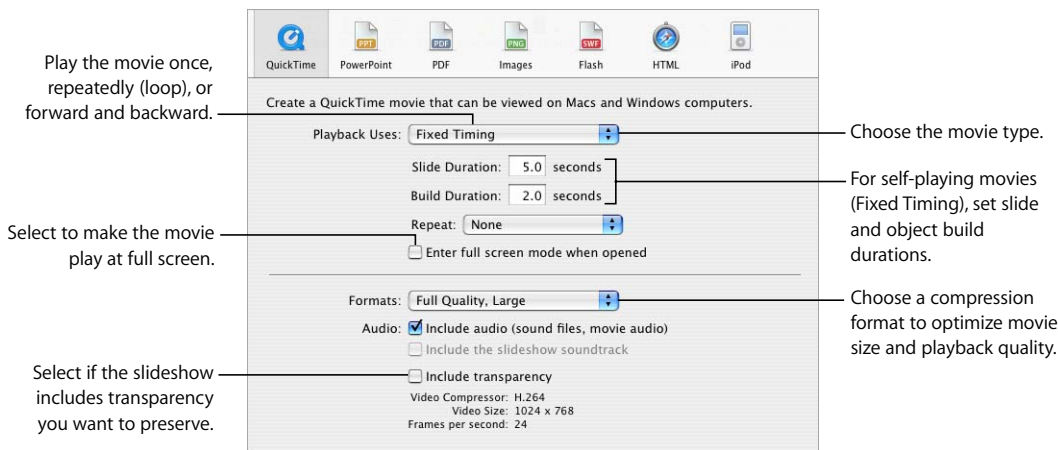 QuickTime PowerPoint PDF Images Flash HTML iPod
PPT PDF PNG SWF
Play the movie once,
repeatedly (loop), or
forward and backward.
Create a QuickTime movie that can be viewed on Macs and Windows computers.
Playback Uses: Fixed Timing
Choose the movie type.
Slide Duration: 5.0 seconds
Build Duration: 2.0 seconds
For self-playing movies
(Fixed Timing), set slide
and object build
durations.
Repeat: None
Select to make the movie
play at full screen.
Enter full screen mode when opened
Formats: Full Quality, Large
Choose a compression
format to optimize movie
size and playback quality.
Audio: Include audio (sound files, movie audio)
Include the slideshow soundtrack
Select if the slideshow
includes transparency
you want to preserve.
Include transparency
Video Compressor: H.264
Video Size: 1024 x 768
Frames per second: 24